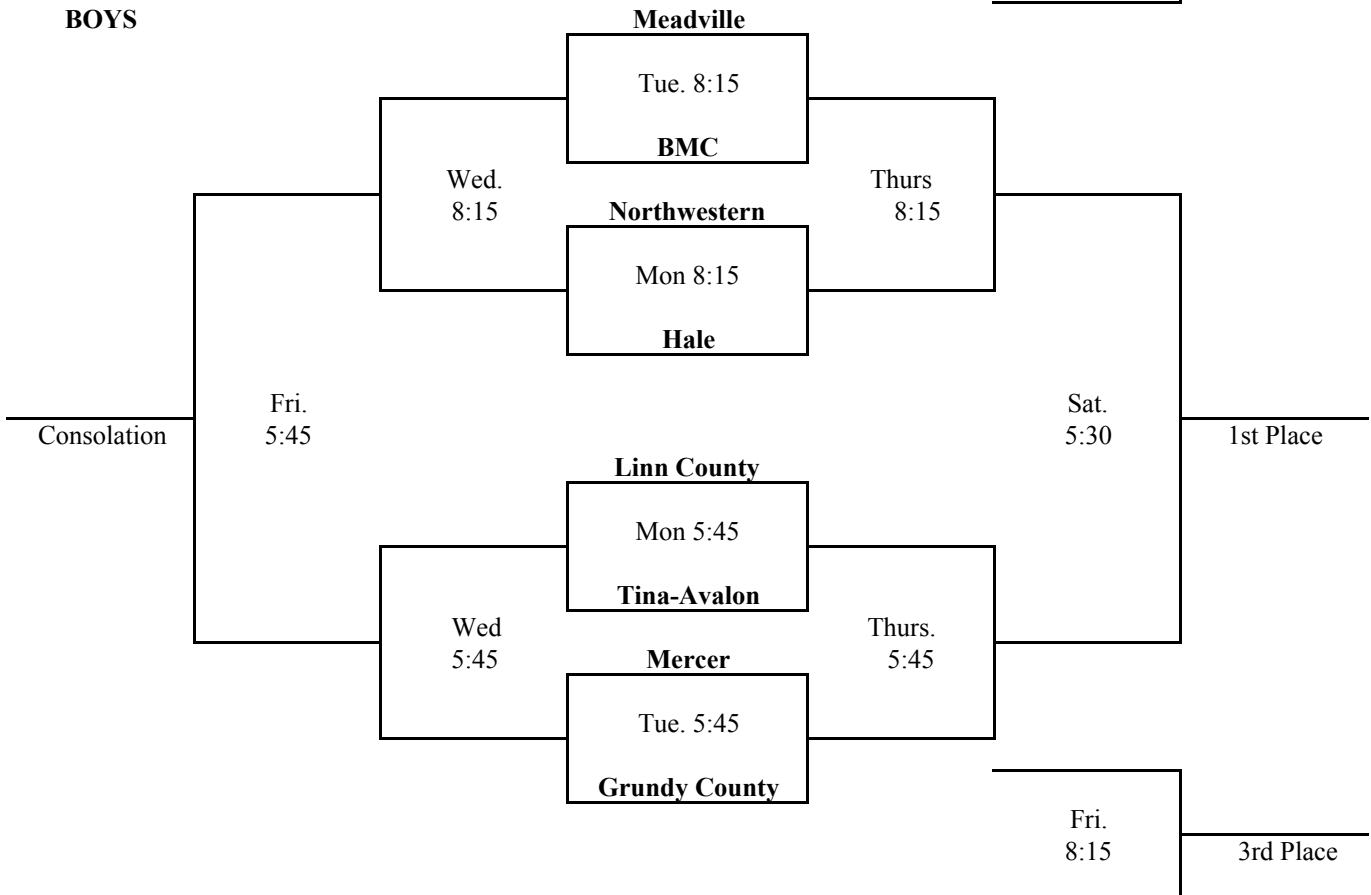 BOYS
Meadville
Tue. 8:15
BMC
Wed.
8:15
Thurs
8:15
Northwestern
Mon 8:15
Hale
Fri.
5:45
Sat.
5:30
Consolation
1st Place
Linn County
Mon 5:45
Tina-Avalon
Wed
5:45
Thurs.
5:45
Mercer
Tue. 5:45
Grundy County
Fri.
8:15
3rd Place